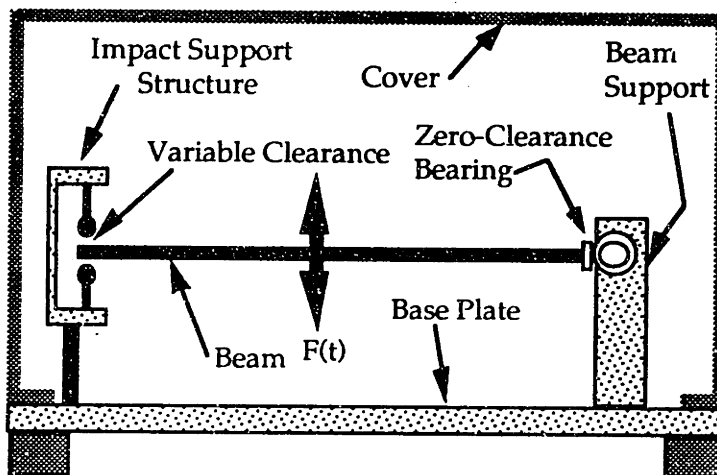 Impact Support
Structure
Cover
Beam
Support
Variable Clearance
Zero-Clearance
Bearing
Base Plate
Beam
F(t)